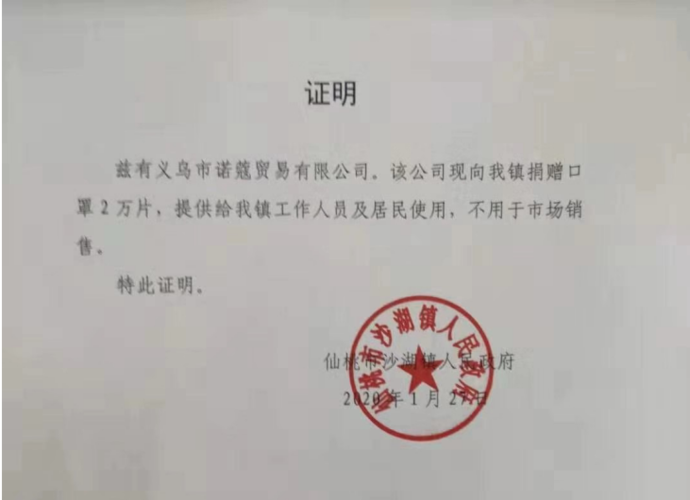 证明
兹有义乌市诺蔻贸易有限公司。该公司现向我镇捐赠口
罩2万片，提供给我镇工作人员及居民使用，不用于市场销
售。
特此证明。
仙桃市沙湖镇人民政府
仙桃市沙湖镇人民政府
2020年1月27日